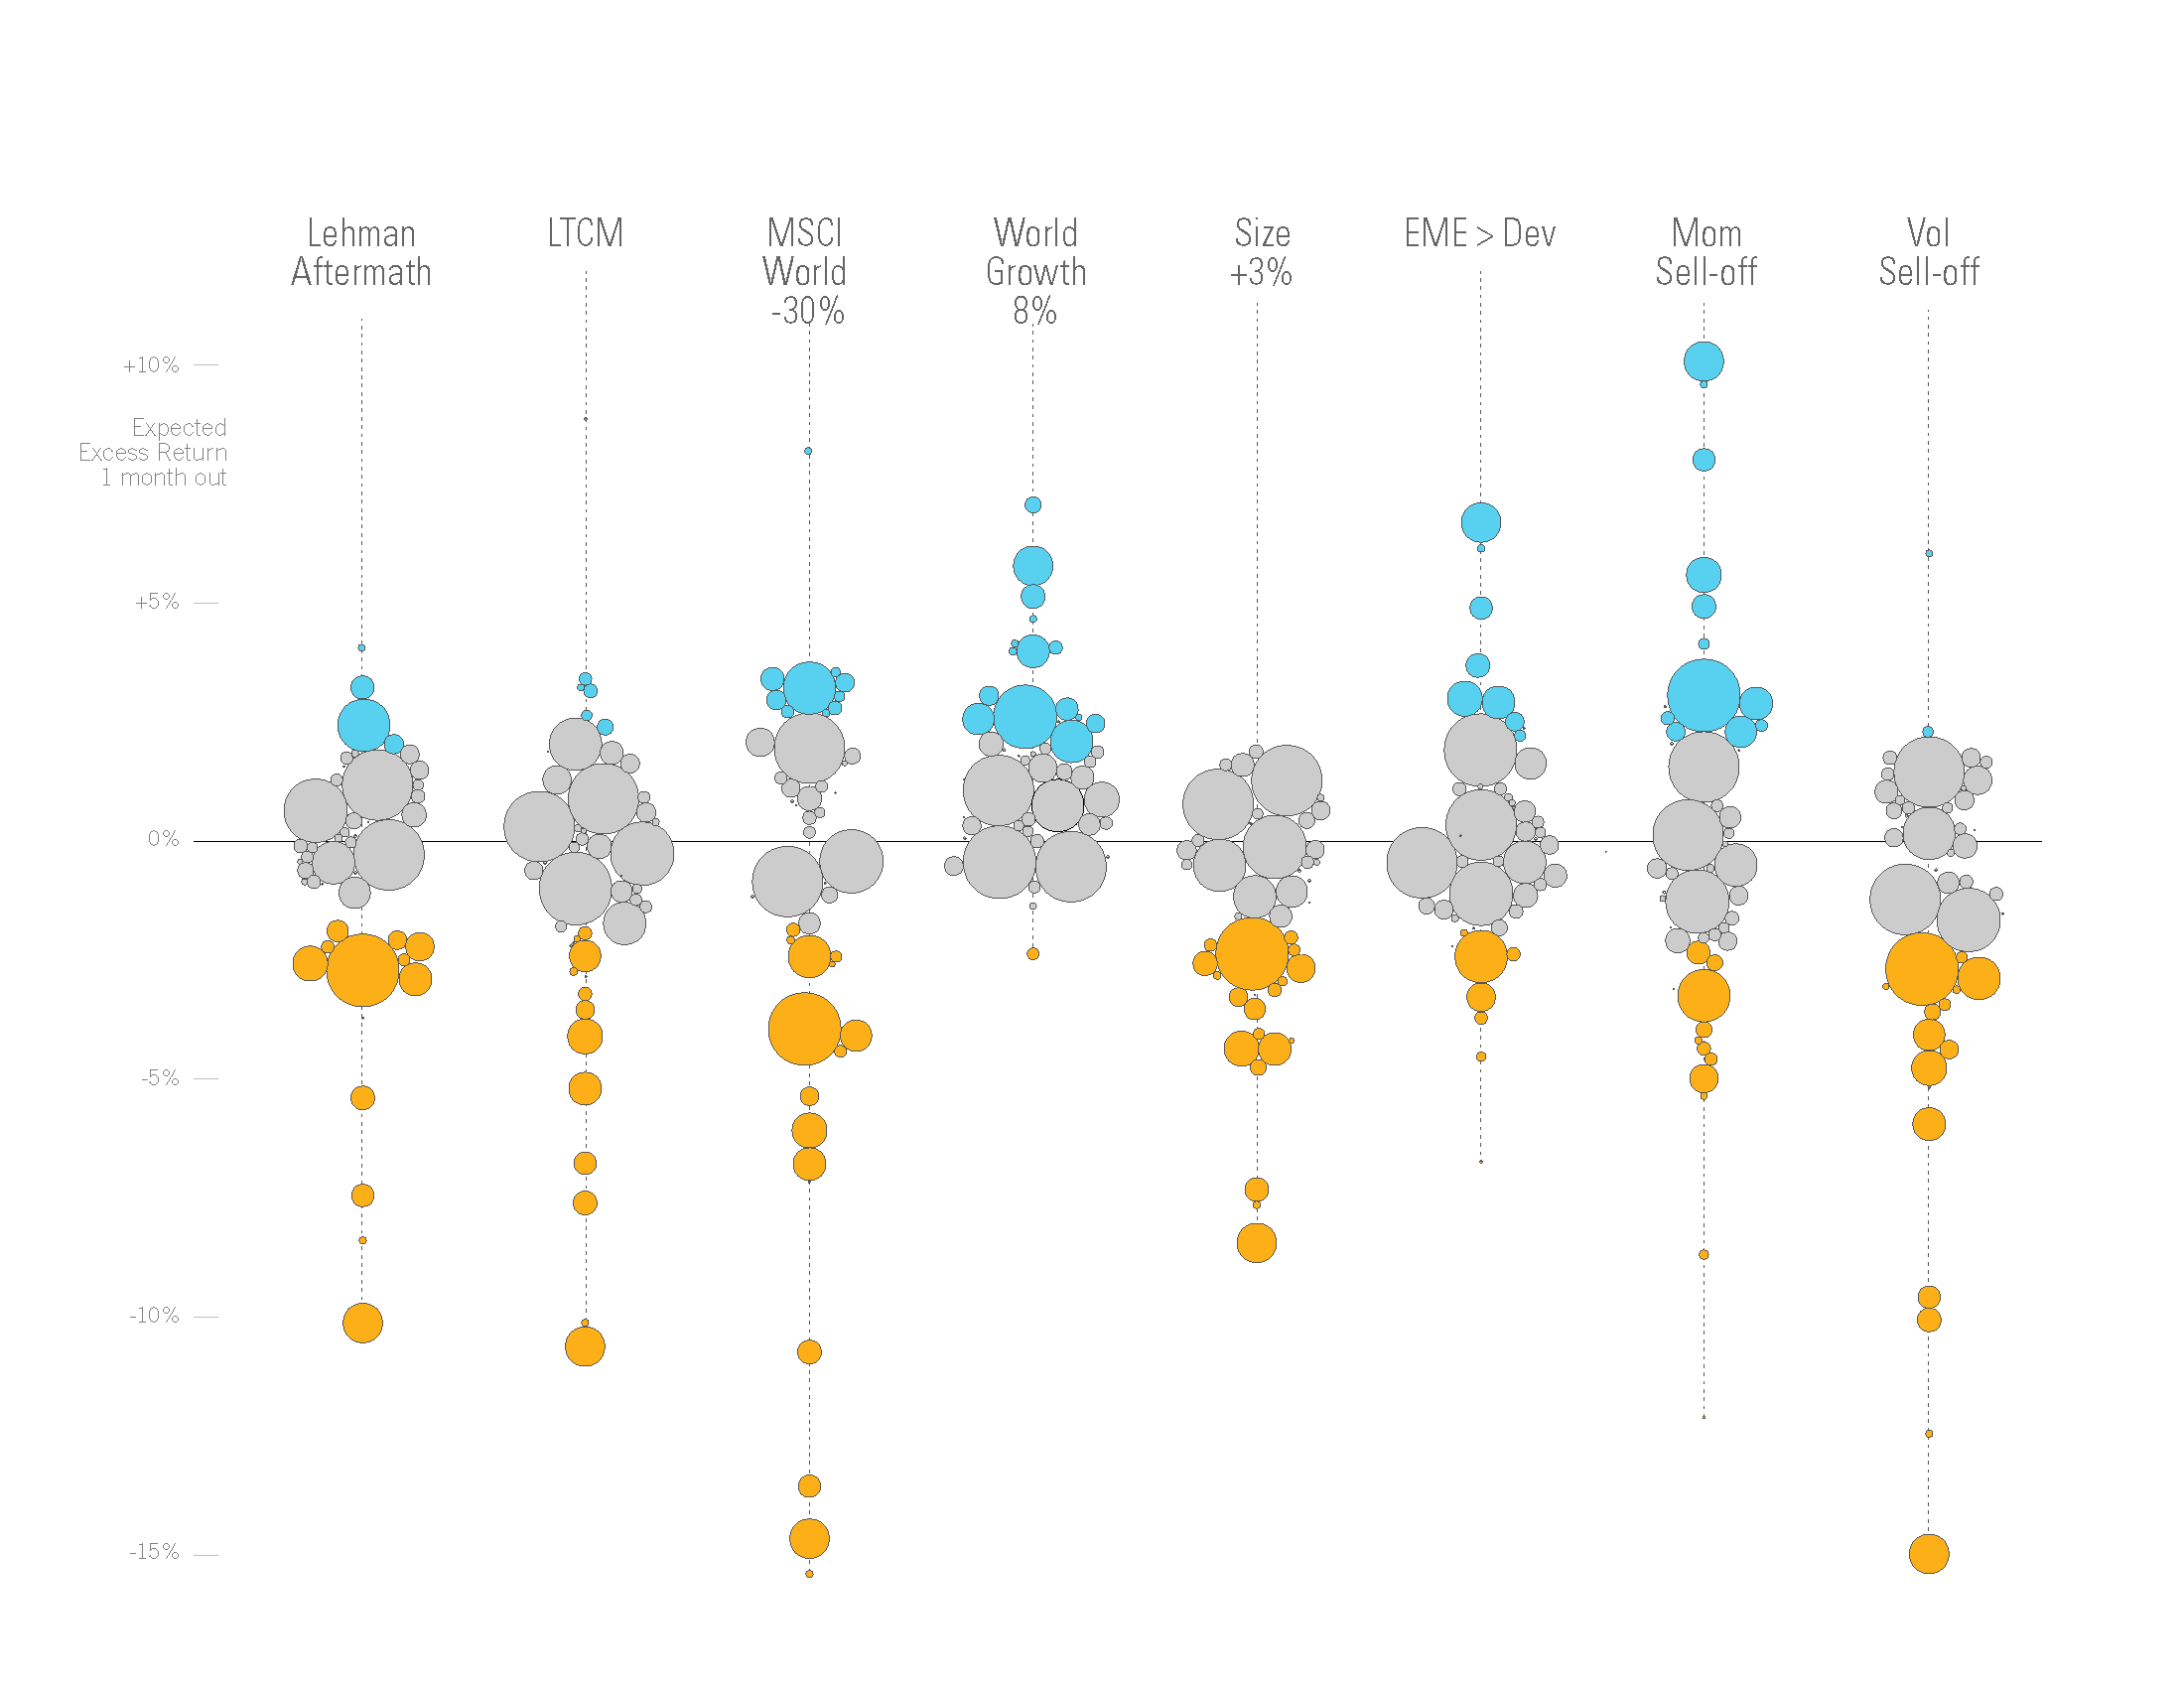 Lehman
Aftermath
LTCM
MSCI
World
-30%
World
Growth
8%
Size
+3%
EME > Dev
Mom
Sell-off
Vol
Sell-off
+10%
Expected
Excess Return
1 month out
+5%
0%
-5%
-10%
-15%